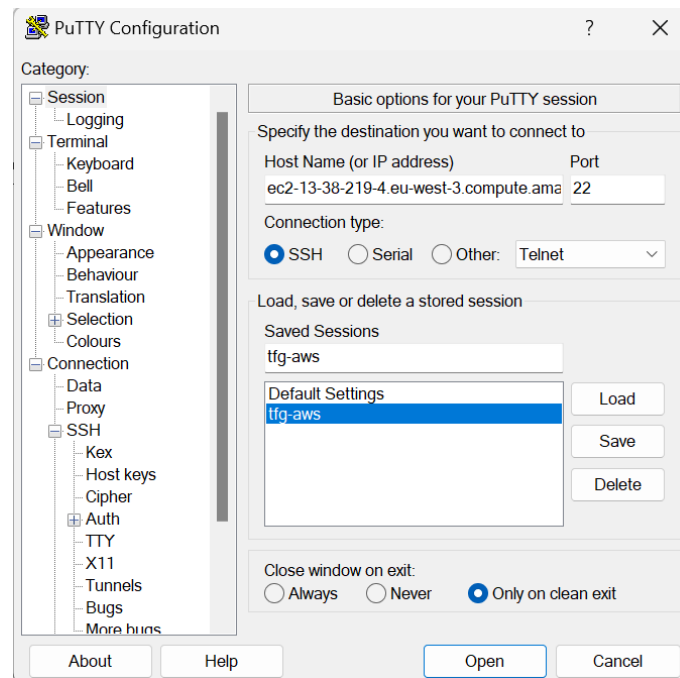 PuTTY Configuration ? ×
Category:
Session
Logging
Terminal
Keyboard
Bell
Features
Window
Appearance
Behaviour
Translation
Selection
Colours
Connection
Data
Proxy
SSH
Kex
Host keys
Cipher
Auth
TTY
X11
Tunnels
Bugs
More bugs
Basic options for your PuTTY session
Specify the destination you want to connect to
Host Name (or IP address) Port
ec2-13-38-219-4.eu-west-3.compute.ama 22
Connection type:
SSH Serial Other: Telnet
Load, save or delete a stored session
Saved Sessions
tfg-aws
Default Settings
tfg-aws
Load
Save
Delete
Close window on exit:
Always Never Only on clean exit
About Help Open Cancel